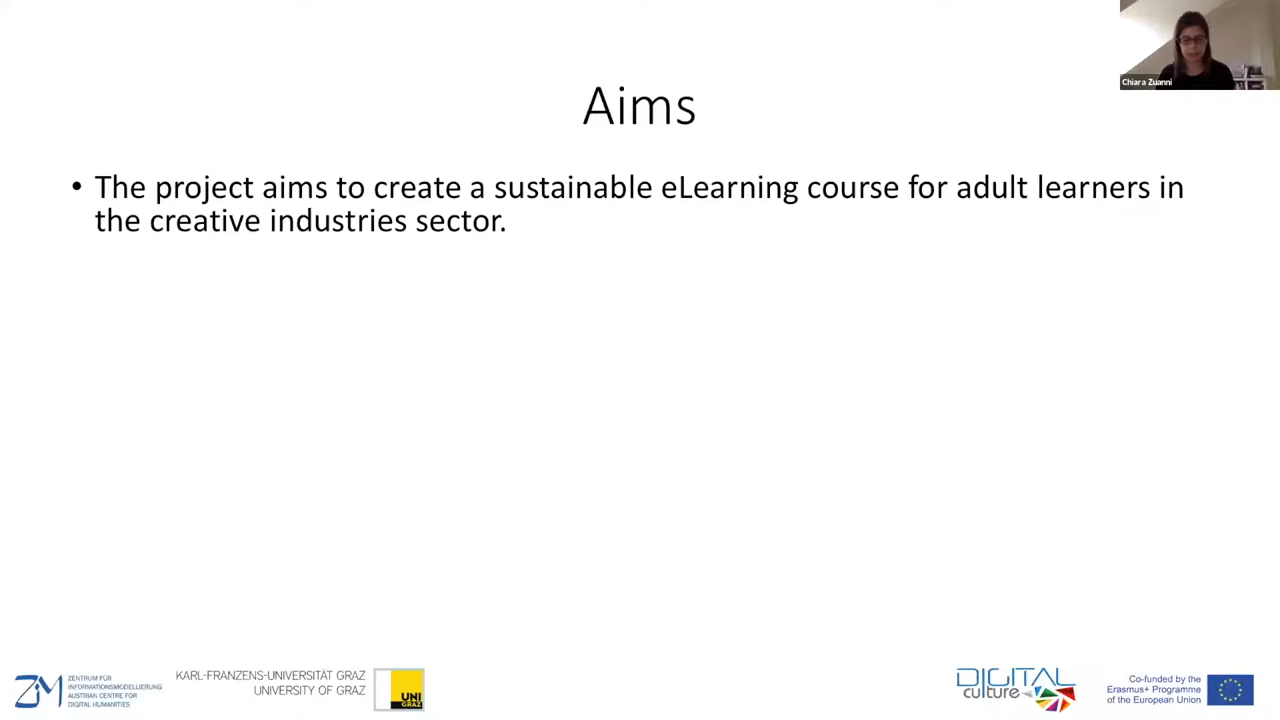 Chiara Zuanni
Aims
• The project aims to create a sustainable eLearning course for adult learners in
the creative industries sector.
ZiM
ZENTRUM FÜR
INFORMATIONSMODELLIERUNG
AUSTRIAN CENTRE FOR
DIGITAL HUMANITIES
KARL-FRANZENS-UNIVERSITÄT GRAZ
UNIVERSITY OF GRAZ
UNI
GRAZ
DIGITAL
culture
Co-funded by the
Erasmus+ Programme
of the European Union